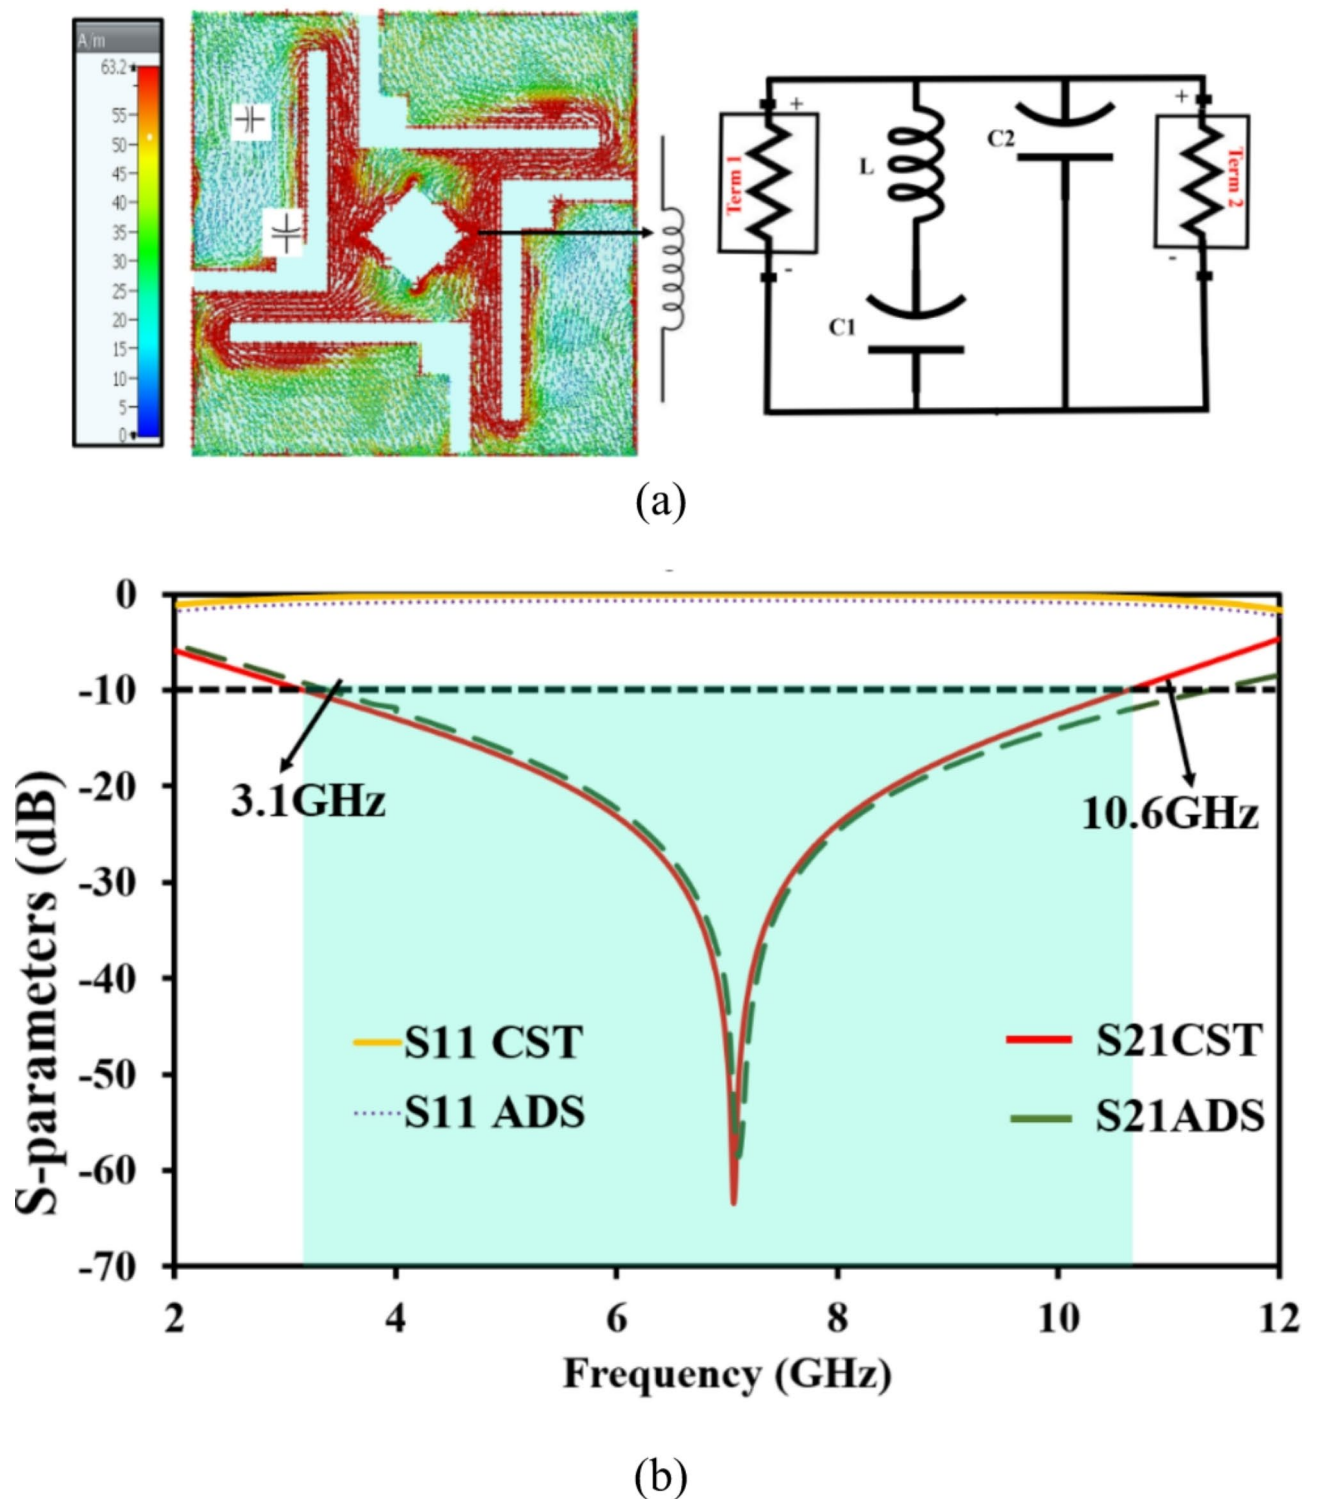 A/m
63.2
55
50
45
40
35
30
25
20
15
10
5
0
Term 1
+
-
L
C1
C2
+
Term 2
-
(a)
0
-10
-20
-30
-40
-50
-60
-70
S-parameters (dB)
3.1GHz
10.6GHz
S11 CST
S11 ADS
S21CST
S21ADS
2 4 6 8 10 12
Frequency (GHz)
(b)